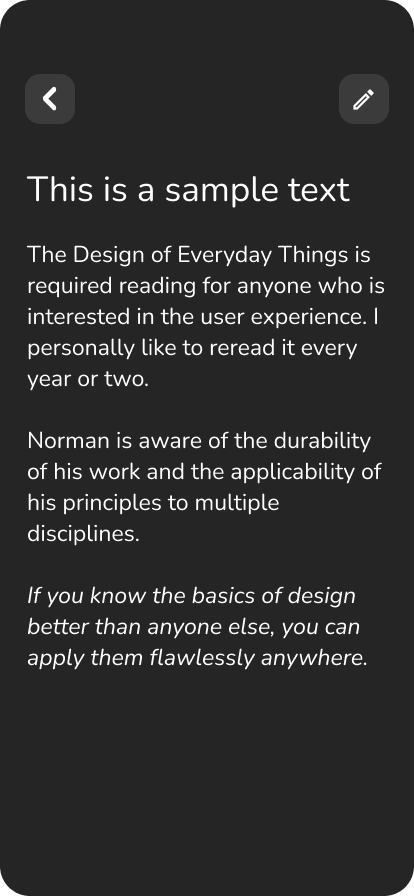 This is a sample text
The Design of Everyday Things is
required reading for anyone who is
interested in the user experience. I
personally like to reread it every
year or two.
Norman is aware of the durability
of his work and the applicability of
his principles to multiple
disciplines.
If you know the basics of design
better than anyone else, you can
apply them flawlessly anywhere.